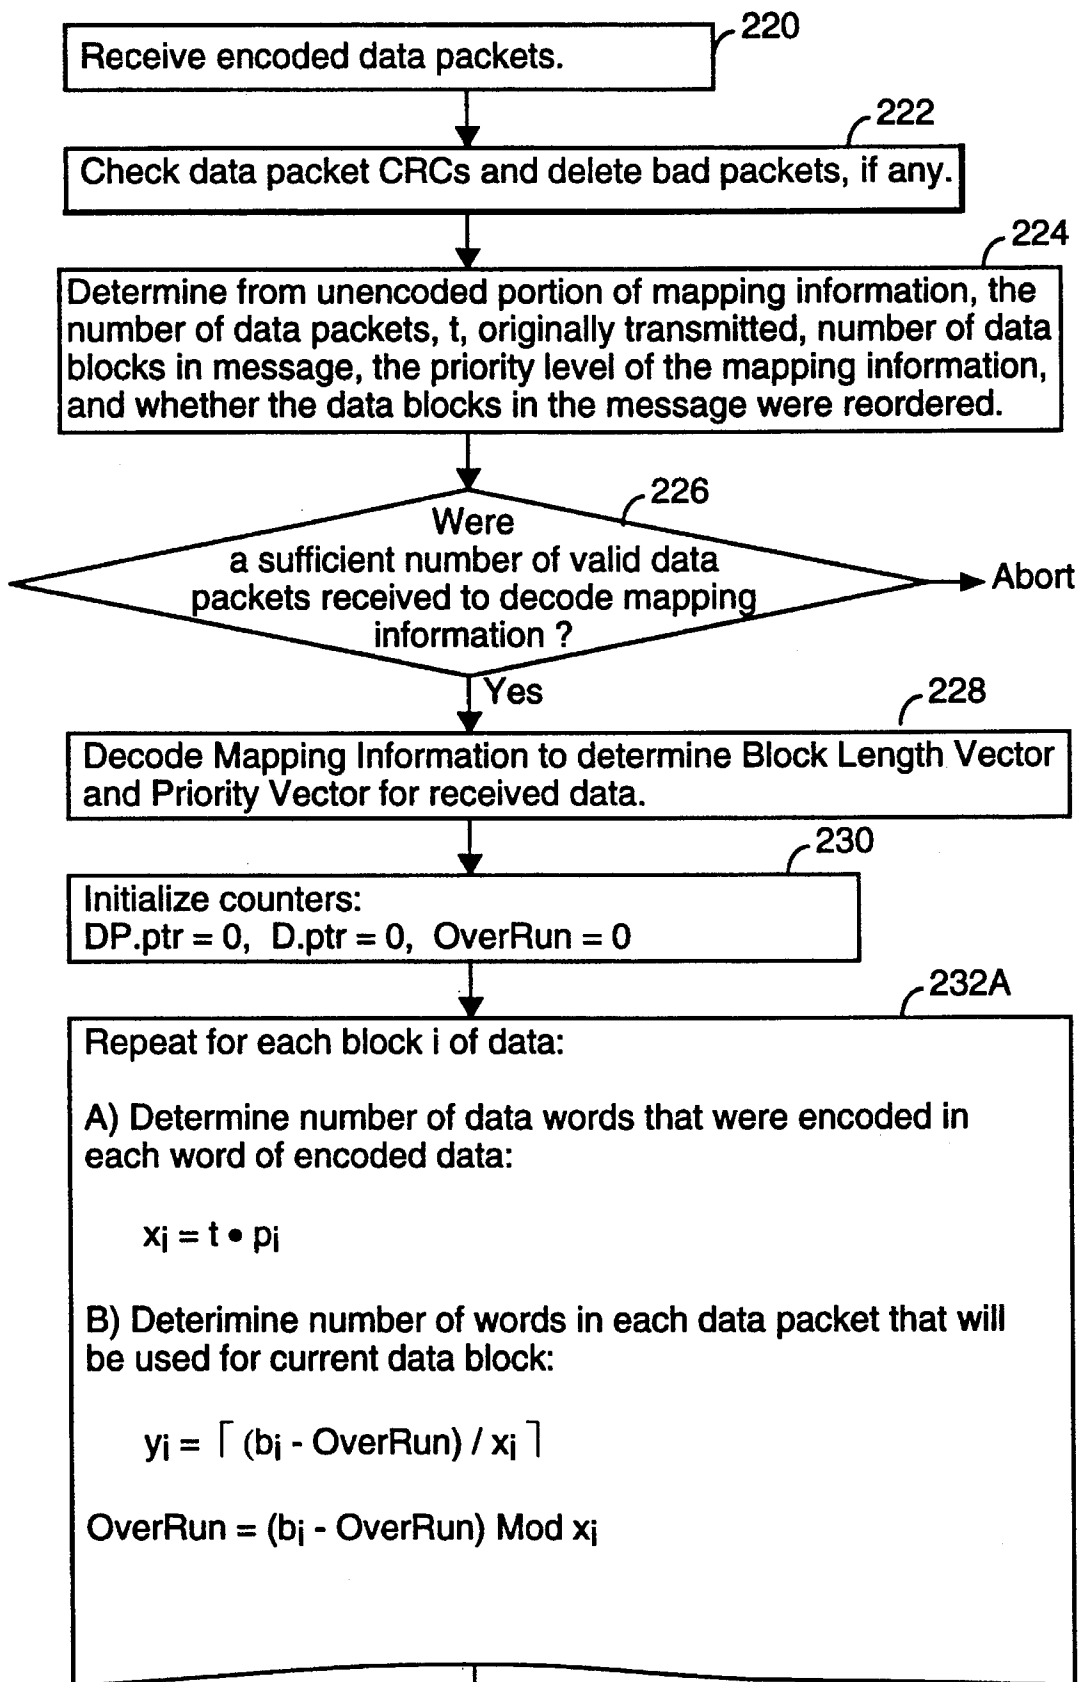 220
Receive encoded data packets.
222
Check data packet CRCs and delete bad packets, if any.
224
Determine from unencoded portion of mapping information, the
number of data packets, t, originally transmitted, number of data
blocks in message, the priority level of the mapping information,
and whether the data blocks in the message were reordered.
226
Were
a sufficient number of valid data
packets received to decode mapping
information ?
Abort
Yes
228
Decode Mapping Information to determine Block Length Vector
and Priority Vector for received data.
230
Initialize counters:
DP.ptr = 0, D.ptr = 0, OverRun = 0
232A
Repeat for each block i of data:
A) Determine number of data words that were encoded in
each word of encoded data:
xi = t • pi
B) Deterimine number of words in each data packet that will
be used for current data block:
yi = ⌈ (bi - OverRun) / xi ⌉
OverRun = (bi - OverRun) Mod xi